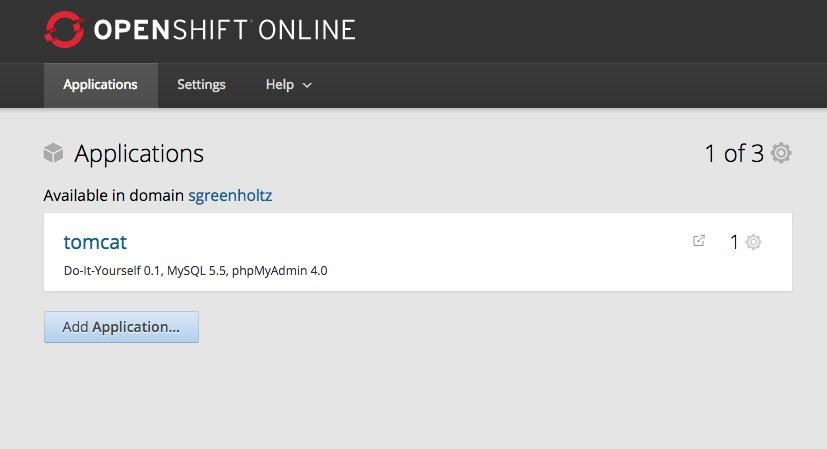 OPENSHIFT ONLINE
Applications Settings Help
Applications 1 of 3
Available in domain sgreenholtz
tomcat 1
Do-It-Yourself 0.1, MySQL 5.5, phpMyAdmin 4.0
Add Application...